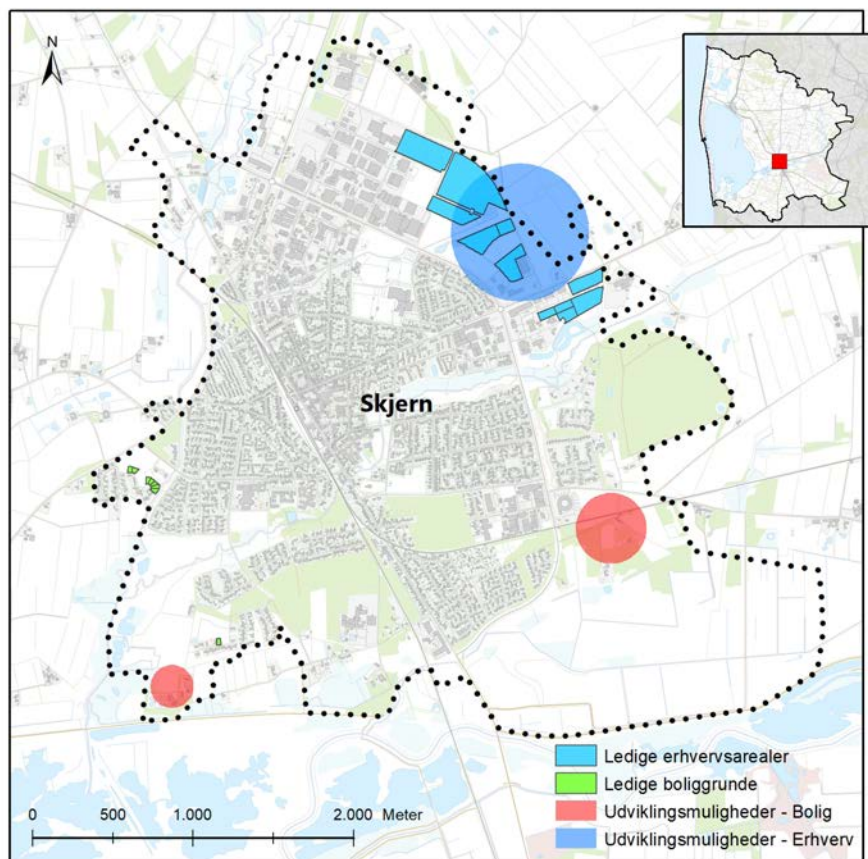 N
Skjern
Ledige erhvervsarealer
Ledige boliggrunde
Udviklingsmuligheder - Bolig
Udviklingsmuligheder - Erhverv
0 500 1.000 2.000 Meter